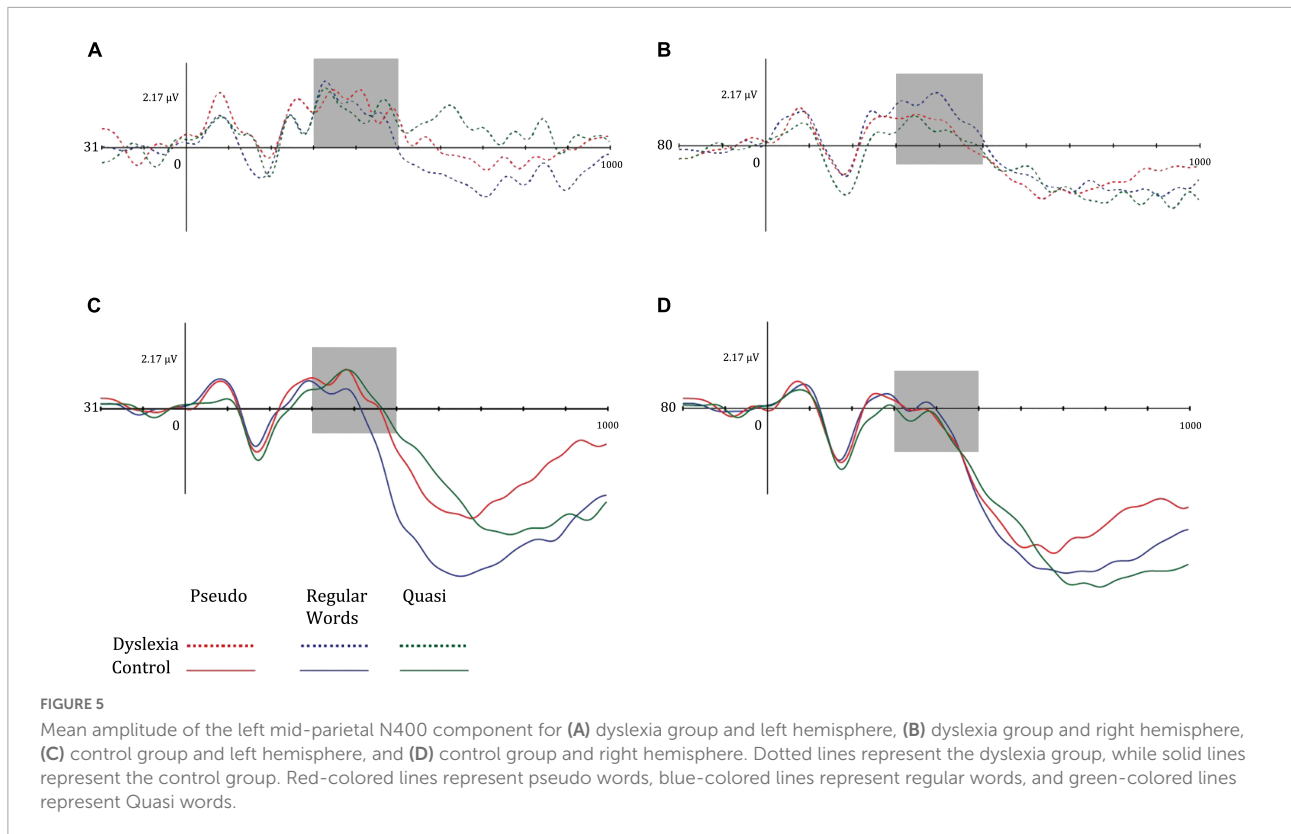 A
2.17 µV
31
0
1000
B
2.17 µV
80
0
1000
C
2.17 µV
31
0
1000
D
2.17 µV
80
0
1000
Pseudo
Regular
Words
Quasi
Dyslexia
Control
FIGURE 5
Mean amplitude of the left mid-parietal N400 component for (A) dyslexia group and left hemisphere, (B) dyslexia group and right hemisphere,
(C) control group and left hemisphere, and (D) control group and right hemisphere. Dotted lines represent the dyslexia group, while solid lines
represent the control group. Red-colored lines represent pseudo words, blue-colored lines represent regular words, and green-colored lines
represent Quasi words.